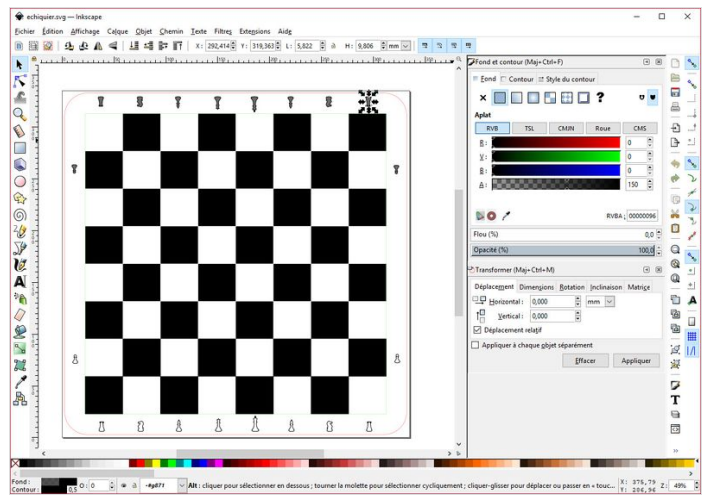 echiquier.svg — Inkscape
Fichier Édition Affichage Calque Objet Chemin Texte Filtres Extensions Aide
X: 292,414 Y: 319,363 L: 5,822 H: 9,806 mm
Fond et contour (Maj+Ctrl+F)
Fond Contour Style du contour
?
Aplat
RVB TSL CMJN Roue CMS
R: 0
V: 0
B: 0
A: 150
RVBA: 00000096
Flou (%) 0,0
Opacité (%) 100,0
Transformer (Maj+Ctrl+M)
Déplacement Dimensions Rotation Inclinaison Matrice
Horizontal: 0,000 mm
Vertical: 0,000
Déplacement relatif
Appliquer à chaque objet séparément
Effacer Appliquer
Fond:
Contour: 0,5
O: 0
Alt : cliquer pour sélectionner en dessous ; tourner la molette pour sélectionner cycliquement ; cliquer-glisser pour déplacer ou passer en « touc...
X: 375,79
Y: 206,96
Z: 49%